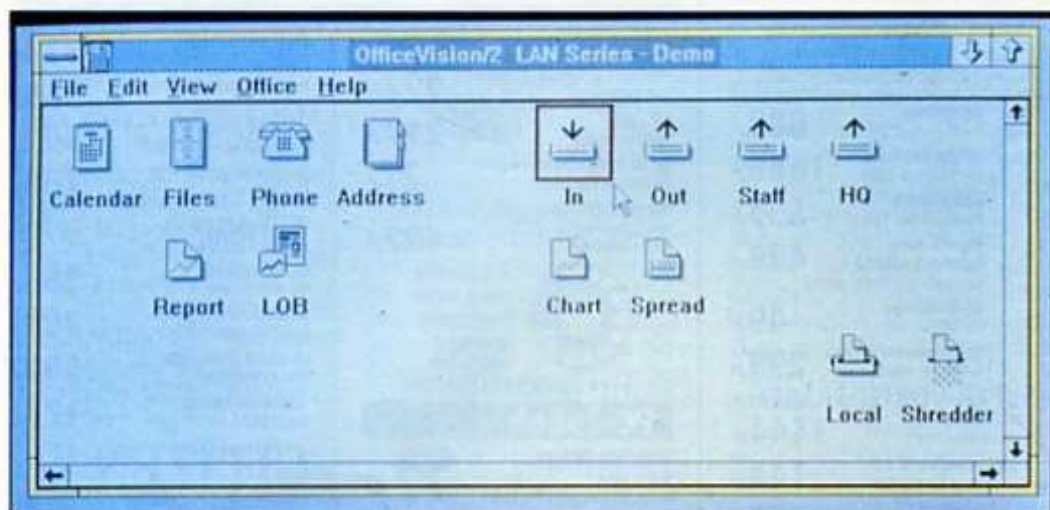 OfficeVision/2 LAN Series - Demo
File Edit View Office Help
Calendar Files Phone Address In Out Staff HQ
Report LOB Chart Spread
Local Shredder